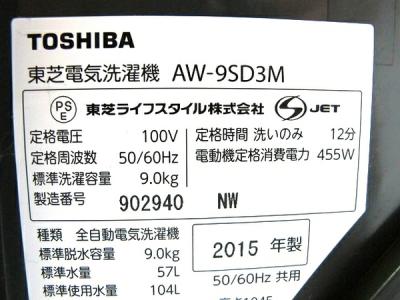 TOSHIBA
東芝電気洗濯機 AW-9SD3M
PS
E
東芝ライフスタイル株式会社
S JET
定格電圧 100V
定格周波数 50/60Hz
標準洗濯容量 9.0kg
製造番号 902940 NW
定格時間 洗いのみ 12分
電動機定格消費電力 455W
種類 全自動電気洗濯機
標準脱水容量 9.0kg
標準水量 57L
標準使用水量 104L
2015 年製
50/60Hz 共用